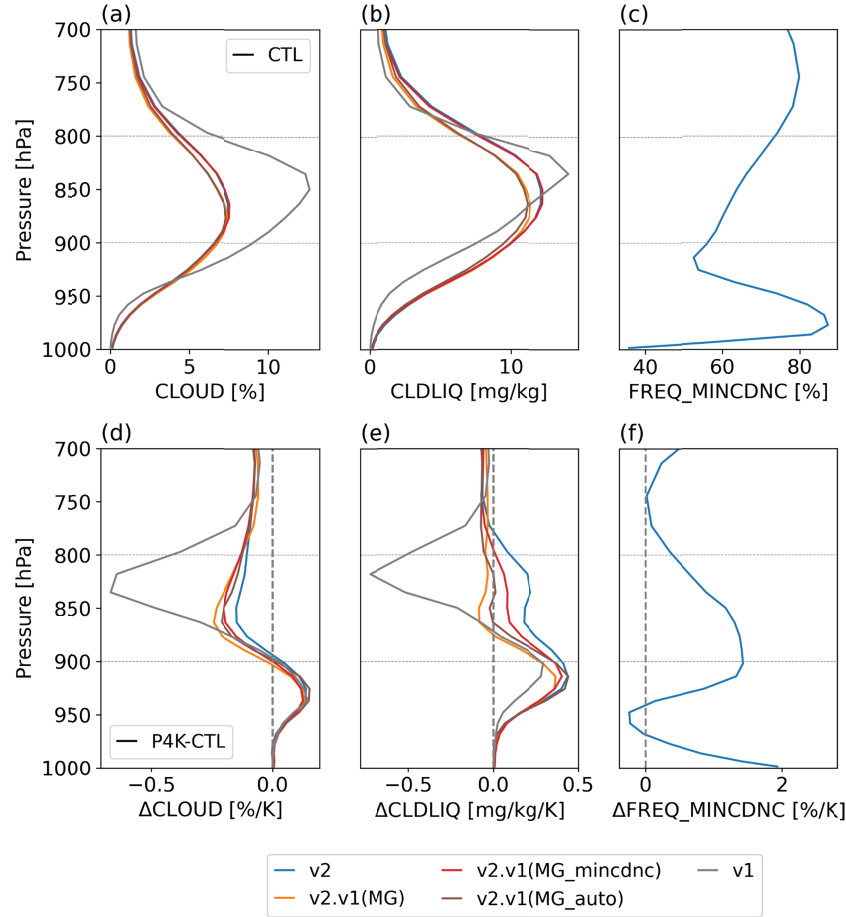 (a)
(b)
(c)
700
750
800
850
900
950
1000
Pressure [hPa]
CTL
0 5 10
CLOUD [%]
0 10
CLDLIQ [mg/kg]
40 60 80
FREQ_MINCDNC [%]
(d)
(e)
(f)
700
750
800
850
900
950
1000
Pressure [hPa]
P4K-CTL
−0.5 0.0
ΔCLOUD [%/K]
−0.5 0.0 0.5
ΔCLDLIQ [mg/kg/K]
0 2
ΔFREQ_MINCDNC [%/K]
v2
v2.v1(MG)
v2.v1(MG_mincdnc)
v2.v1(MG_auto)
v1